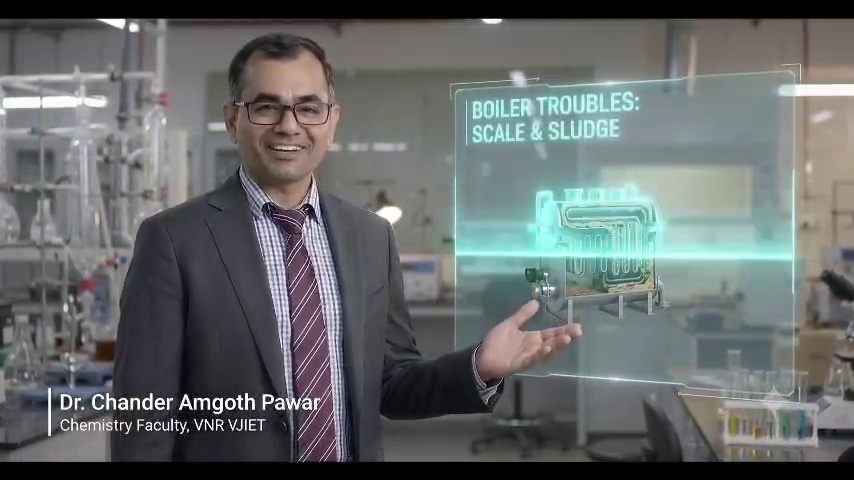 BOILER TROUBLES:
SCALE & SLUDGE
Dr. Chander Amgoth Pawar
Chemistry Faculty, VNR VJIET